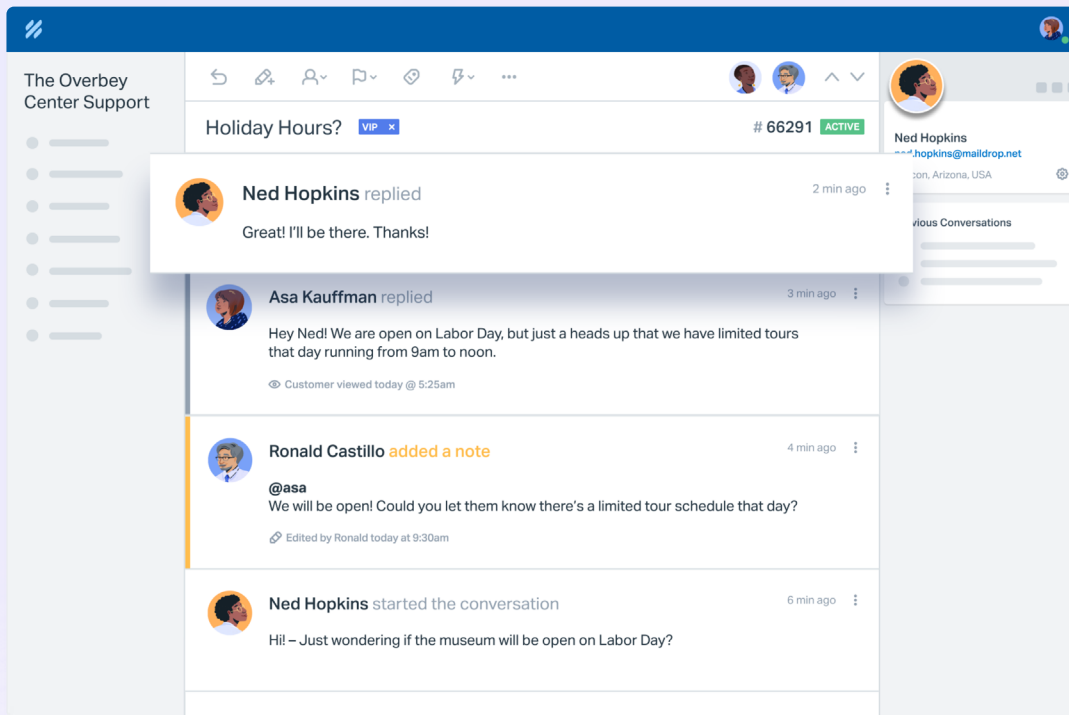 The Overbey
Center Support
Holiday Hours?
VIP ×
# 66291 ACTIVE
Ned Hopkins replied
2 min ago
Great! I'll be there. Thanks!
Asa Kauffman replied
3 min ago
Hey Ned! We are open on Labor Day, but just a heads up that we have limited tours
that day running from 9am to noon.
Customer viewed today @ 5:25am
Ronald Castillo added a note
4 min ago
@asa
We will be open! Could you let them know there's a limited tour schedule that day?
Edited by Ronald today at 9:30am
Ned Hopkins started the conversation
6 min ago
Hi! – Just wondering if the museum will be open on Labor Day?
Ned Hopkins
ned.hopkins@maildrop.net
Arizona, USA
Conversations